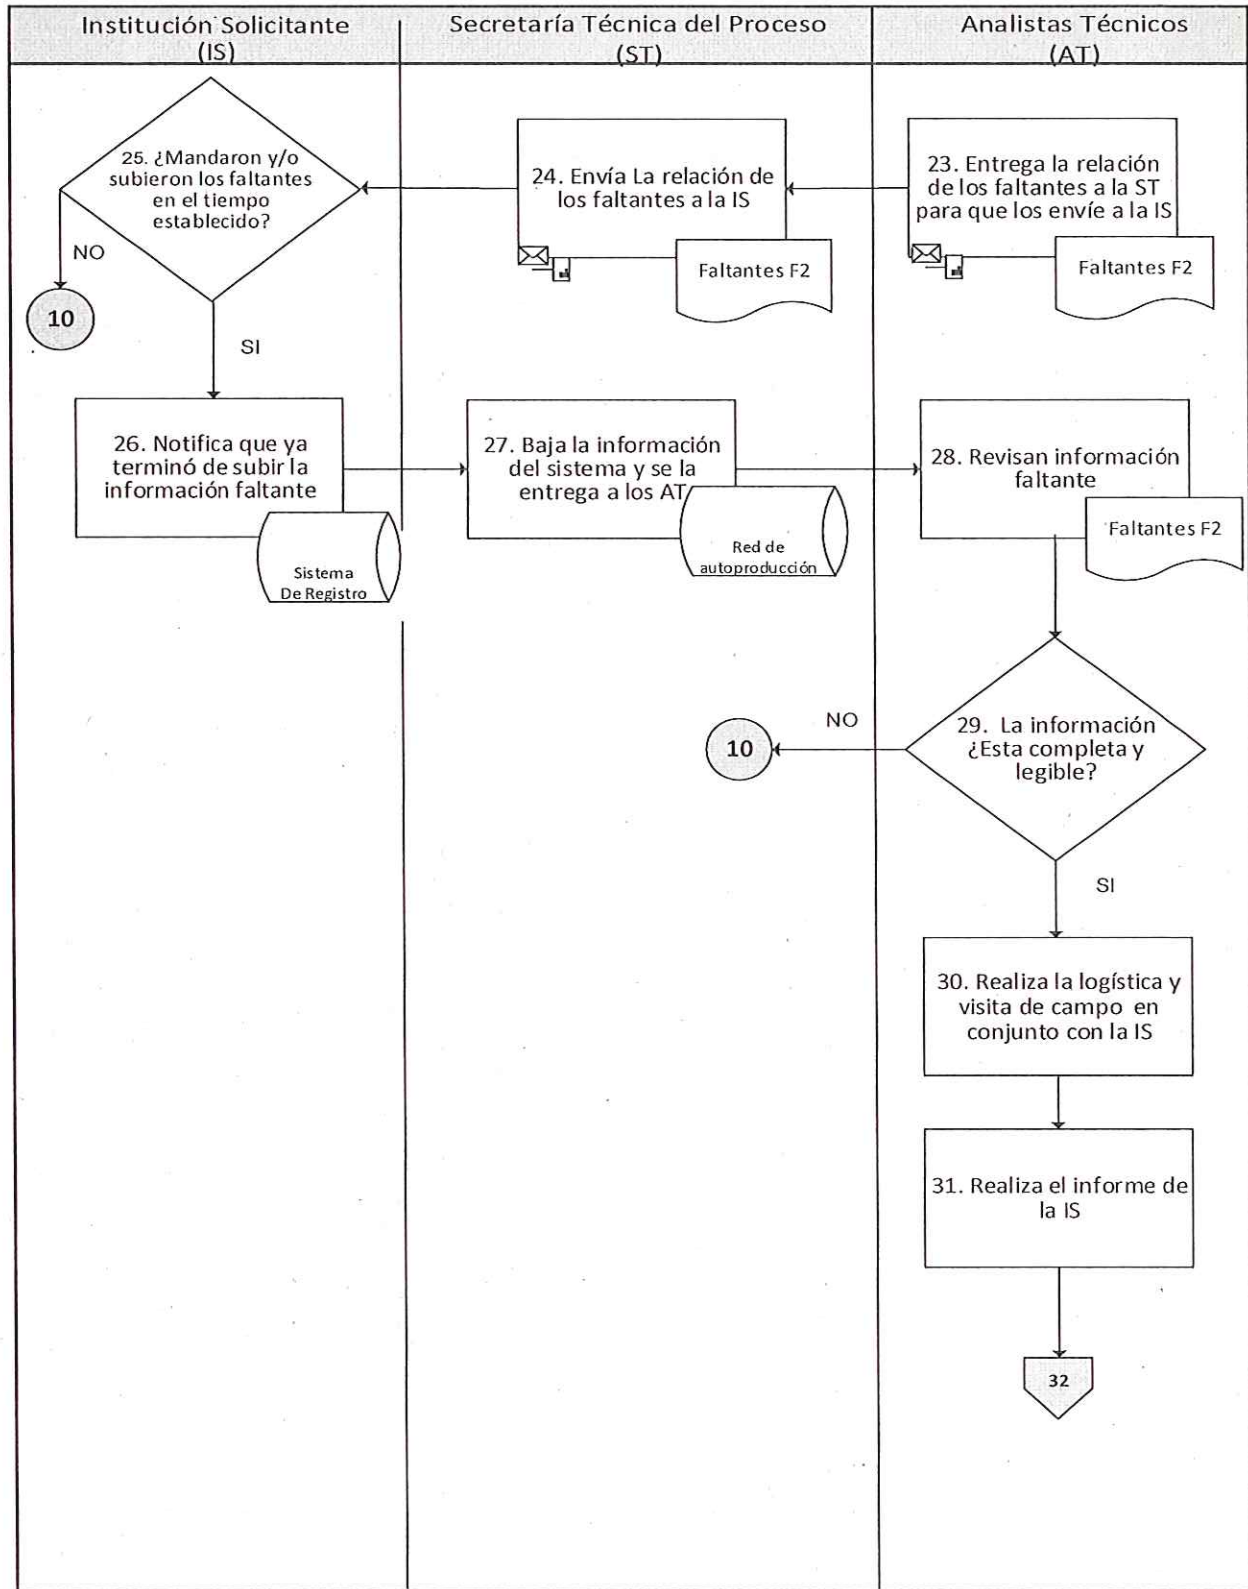 Institución Solicitante
(IS)
Secretaría Técnica del Proceso
(ST)
Analistas Técnicos
(AT)
25. ¿Mandaron y/o
subieron los faltantes
en el tiempo
establecido?
24. Envía La relación de
los faltantes a la IS
Faltantes F2
23. Entrega la relación
de los faltantes a la ST
para que los envíe a la IS
Faltantes F2
NO
10
SI
26. Notifica que ya
terminó de subir la
información faltante
Sistema
De Registro
27. Baja la información
del sistema y se la
entrega a los AT
Red de
autoproducción
28. Revisan información
faltante
Faltantes F2
29. La información
¿Esta completa y
legible?
NO
10
SI
30. Realiza la logística y
visita de campo en
conjunto con la IS
31. Realiza el informe de
la IS
32